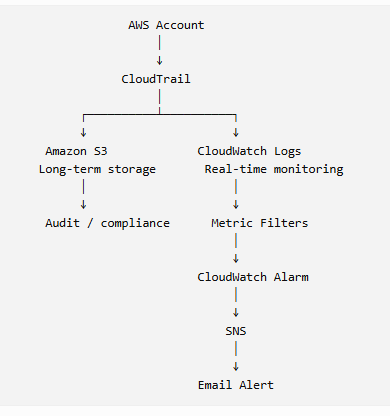 AWS Account
CloudTrail
Amazon S3 CloudWatch Logs
Long-term storage Real-time monitoring
Audit / compliance Metric Filters
CloudWatch Alarm
SNS
Email Alert